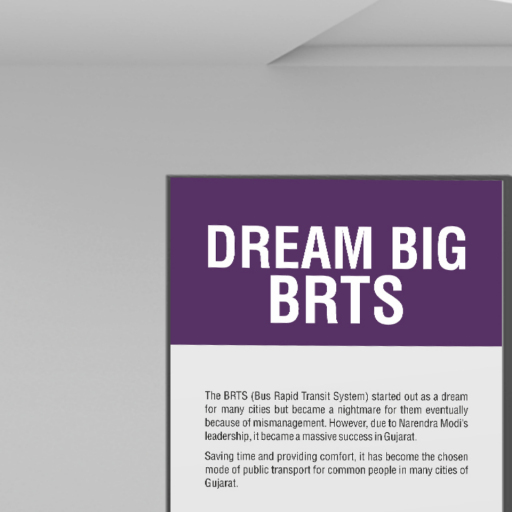 DREAM BIG
BRTS
The BRTS (Bus Rapid Transit System) started out as a dream
for many cities but became a nightmare for them eventually
because of mismanagement. However, due to Narendra Modi's
leadership, it became a massive success in Gujarat.
Saving time and providing comfort, it has become the chosen
mode of public transport for common people in many cities of
Gujarat.